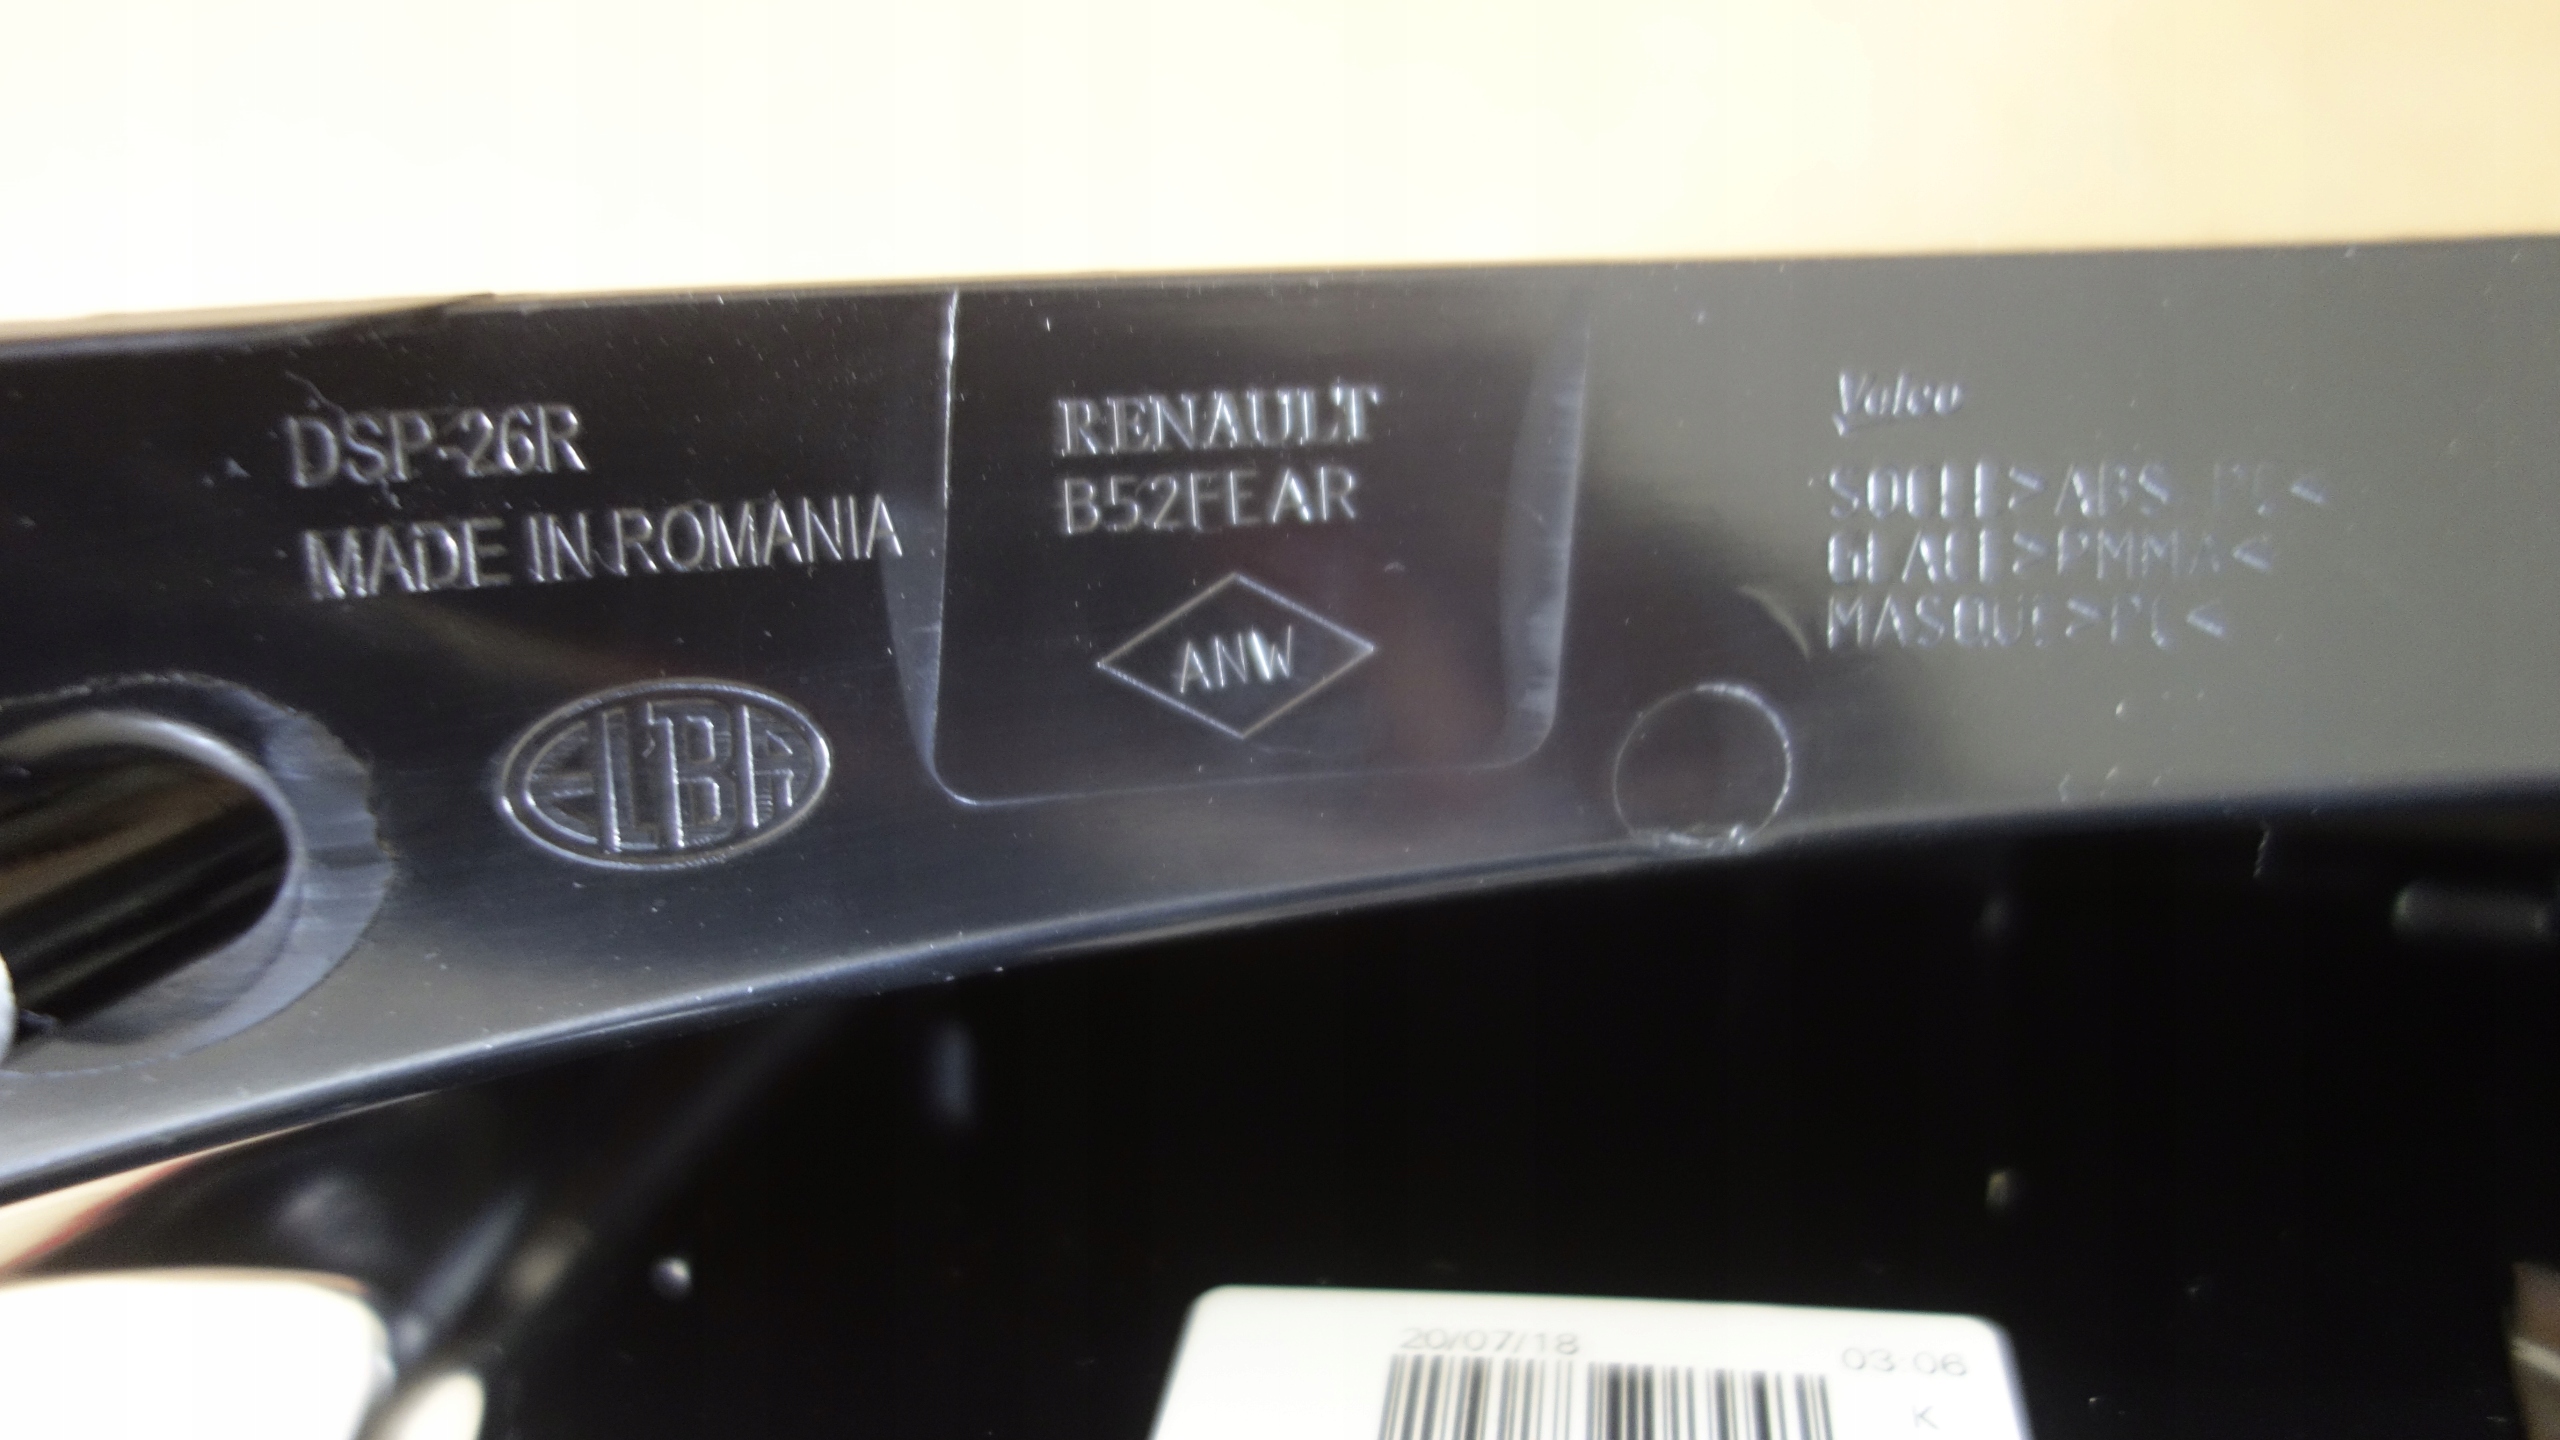 DSP-26R
MADE IN ROMANIA
ELBA
RENAULT
B52FEAR
ANW
Valeo
SOCLE>ABS PC<
GLACE>PMMA<
MASQUE>PC<
20/07/18
03:06
K